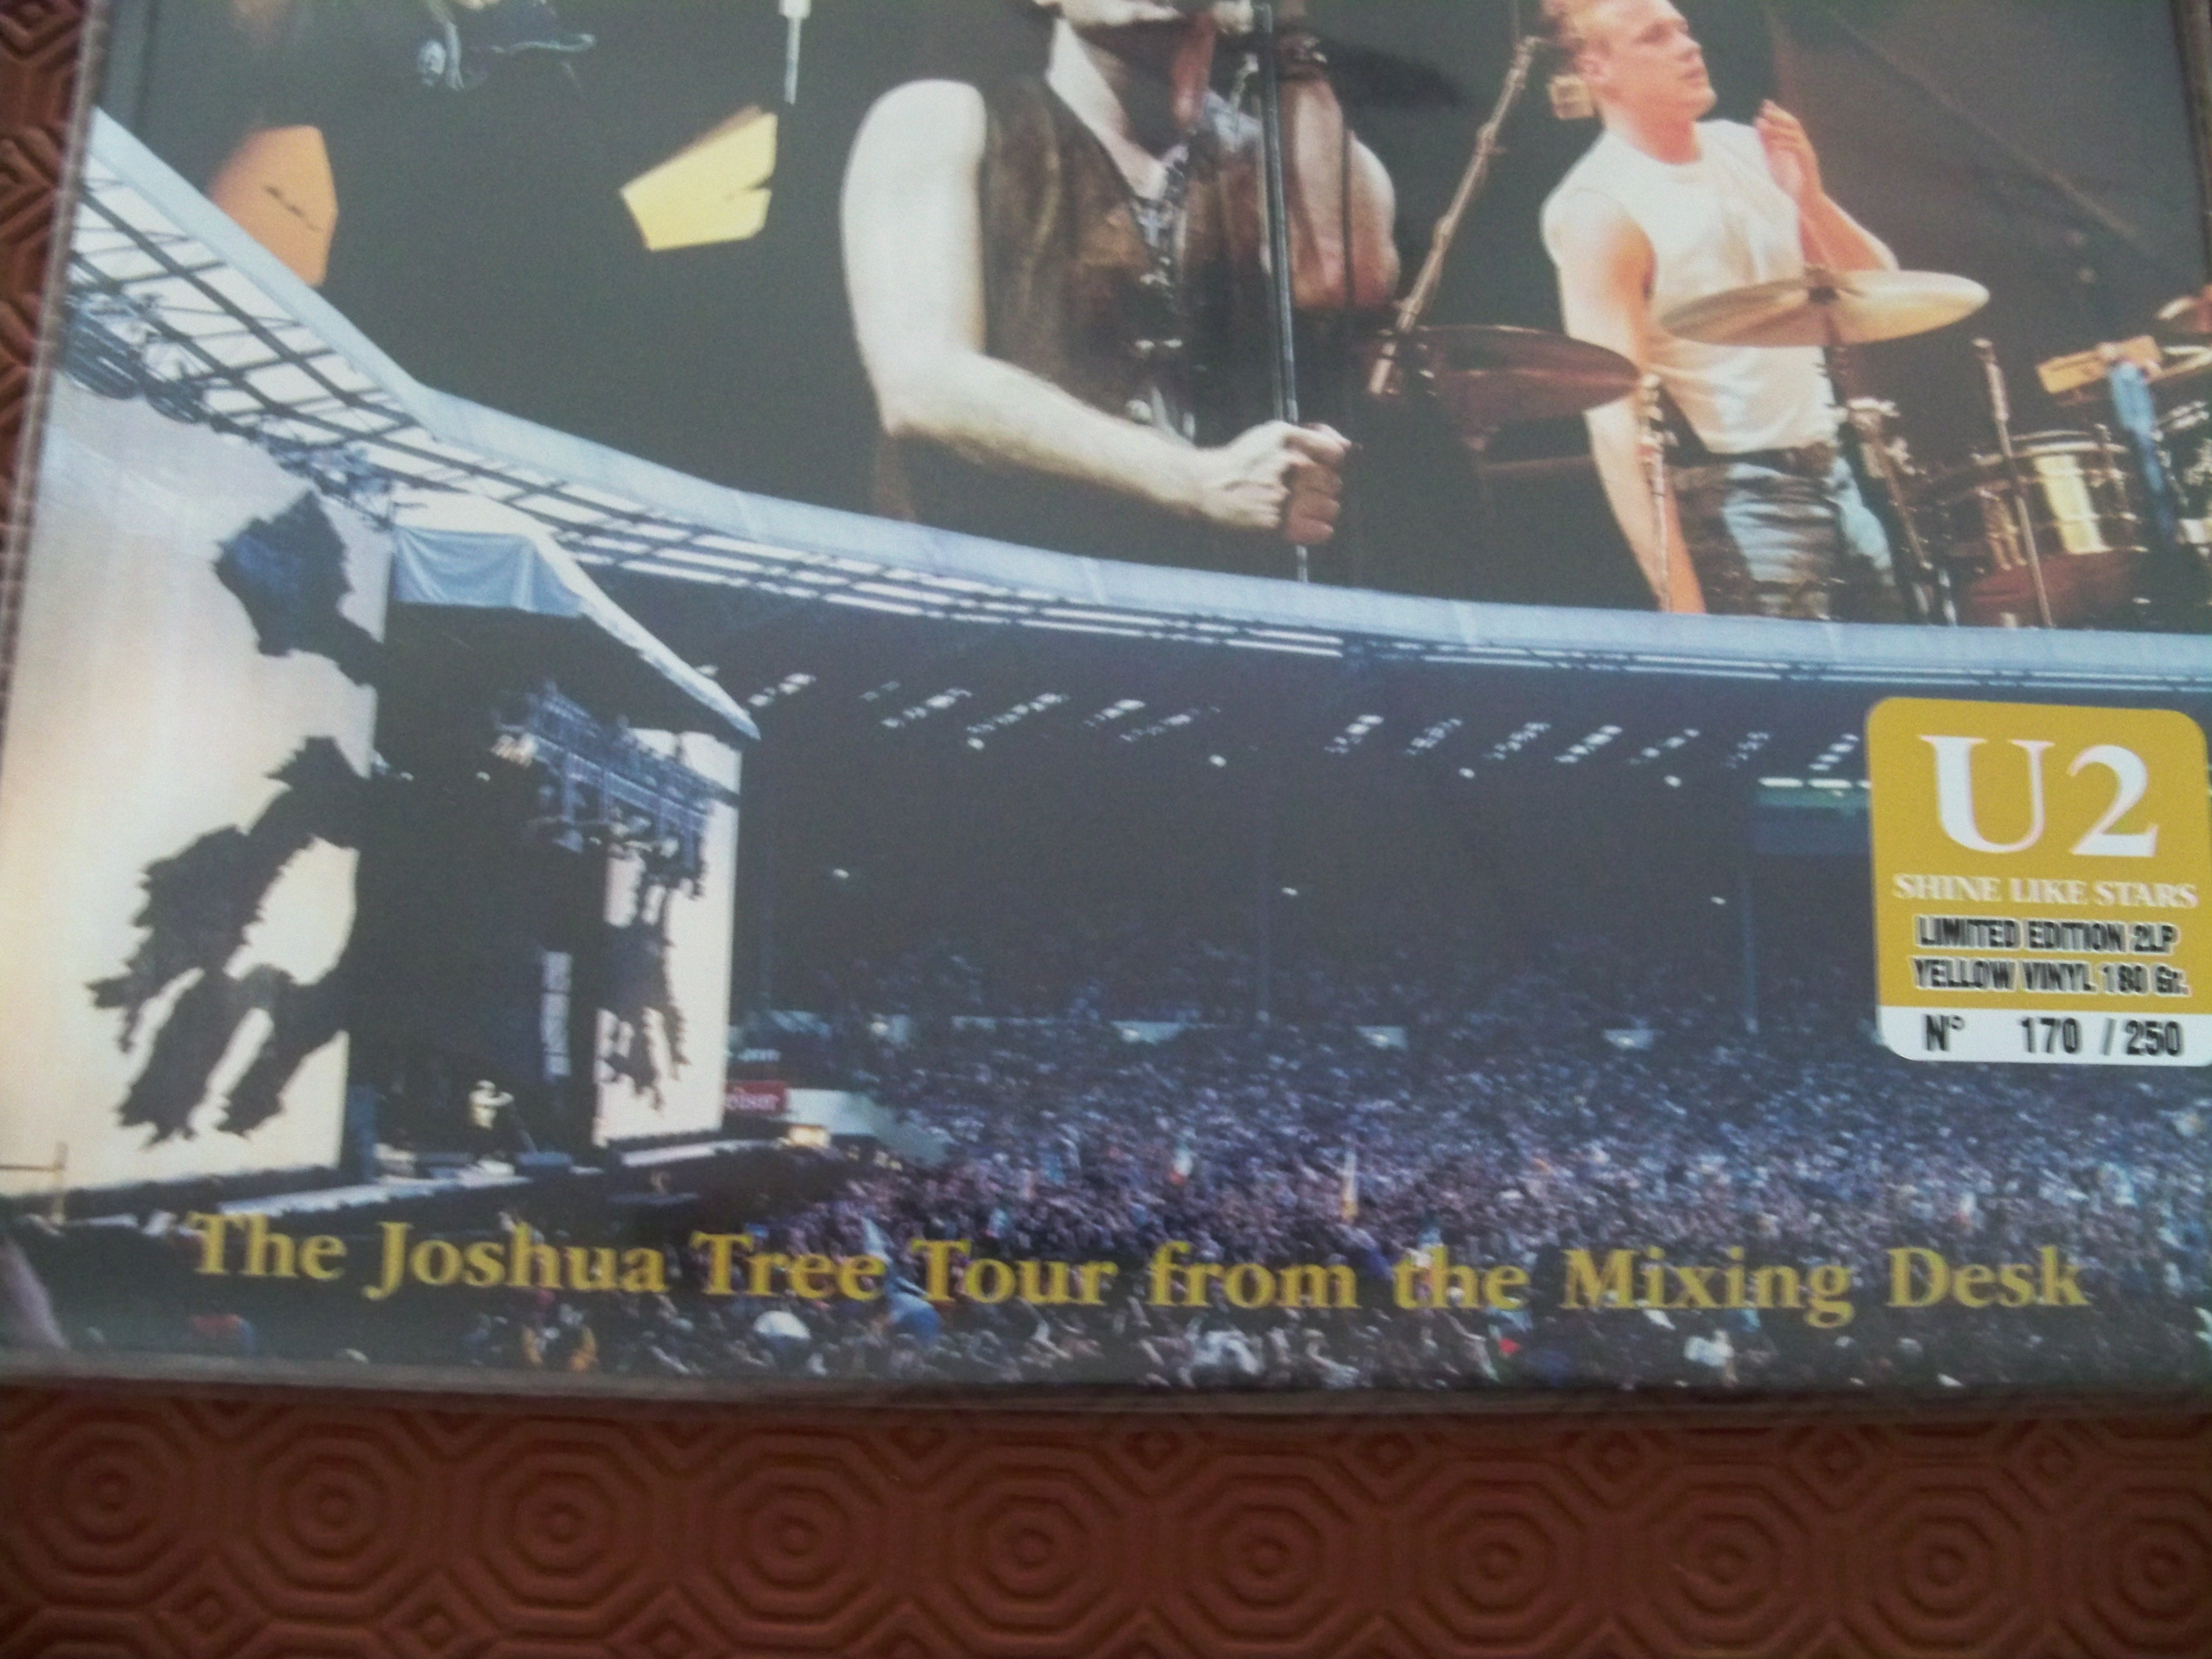 U2
SHINE LIKE STARS
LIMITED EDITION 2LP
YELLOW VINYL 180 Gr.
N° 170 / 250
The Joshua Tree Tour from the Mixing Desk